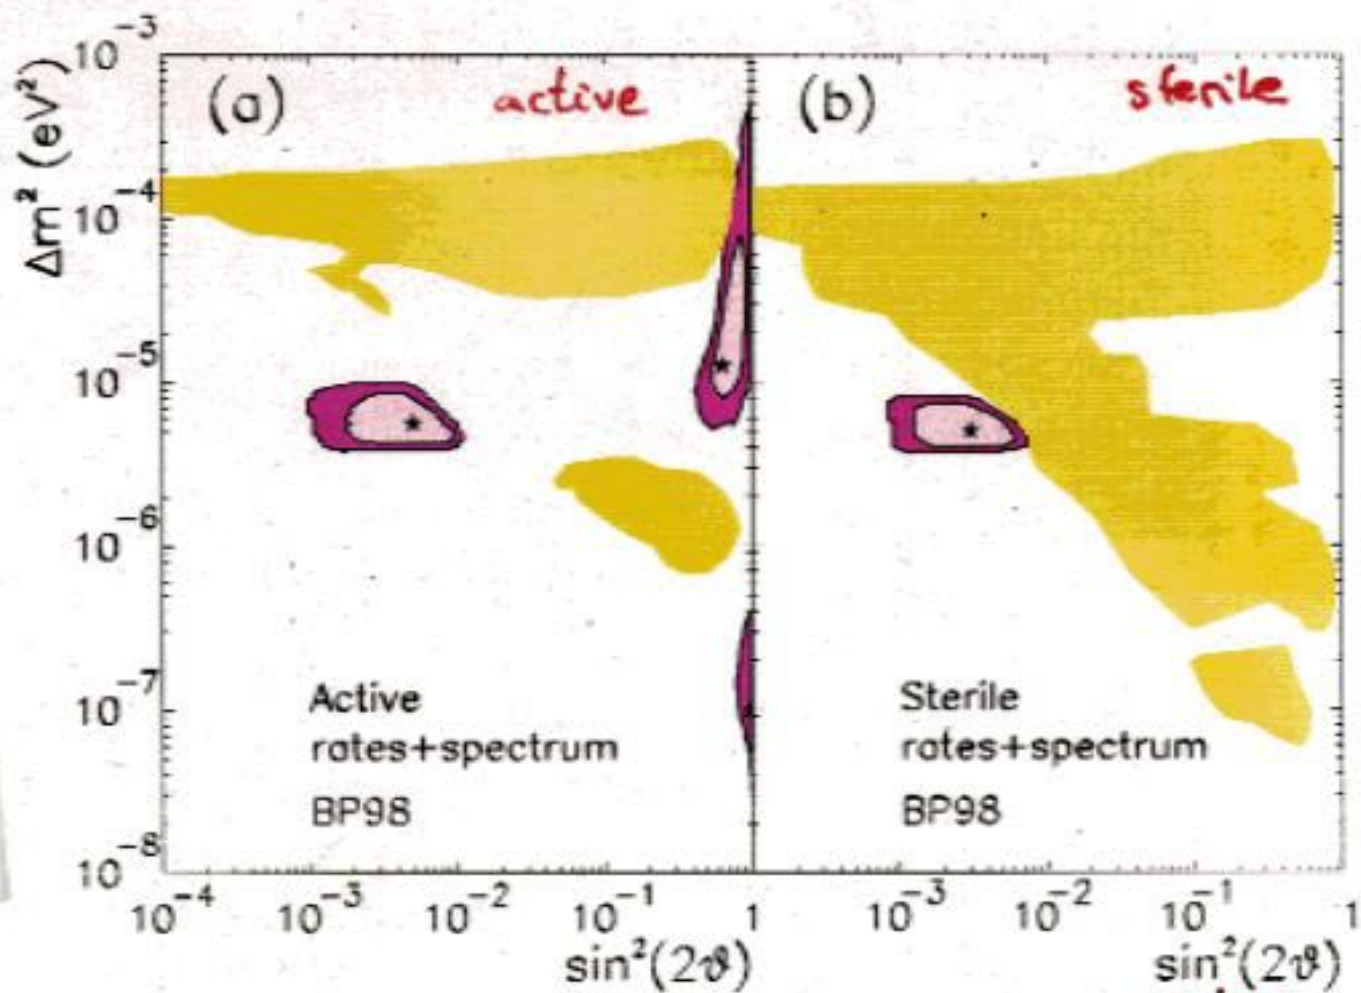 10⁻³
(a) active (b) sterile
Δm² (eV²)
10⁻⁴
10⁻⁵
10⁻⁶
10⁻⁷
10⁻⁸
Active
rates+spectrum
BP98
Sterile
rates+spectrum
BP98
10⁻⁴ 10⁻³ 10⁻² 10⁻¹ 1 10⁻³ 10⁻² 10⁻¹ 1
sin²(2ϑ) sin²(2ϑ)